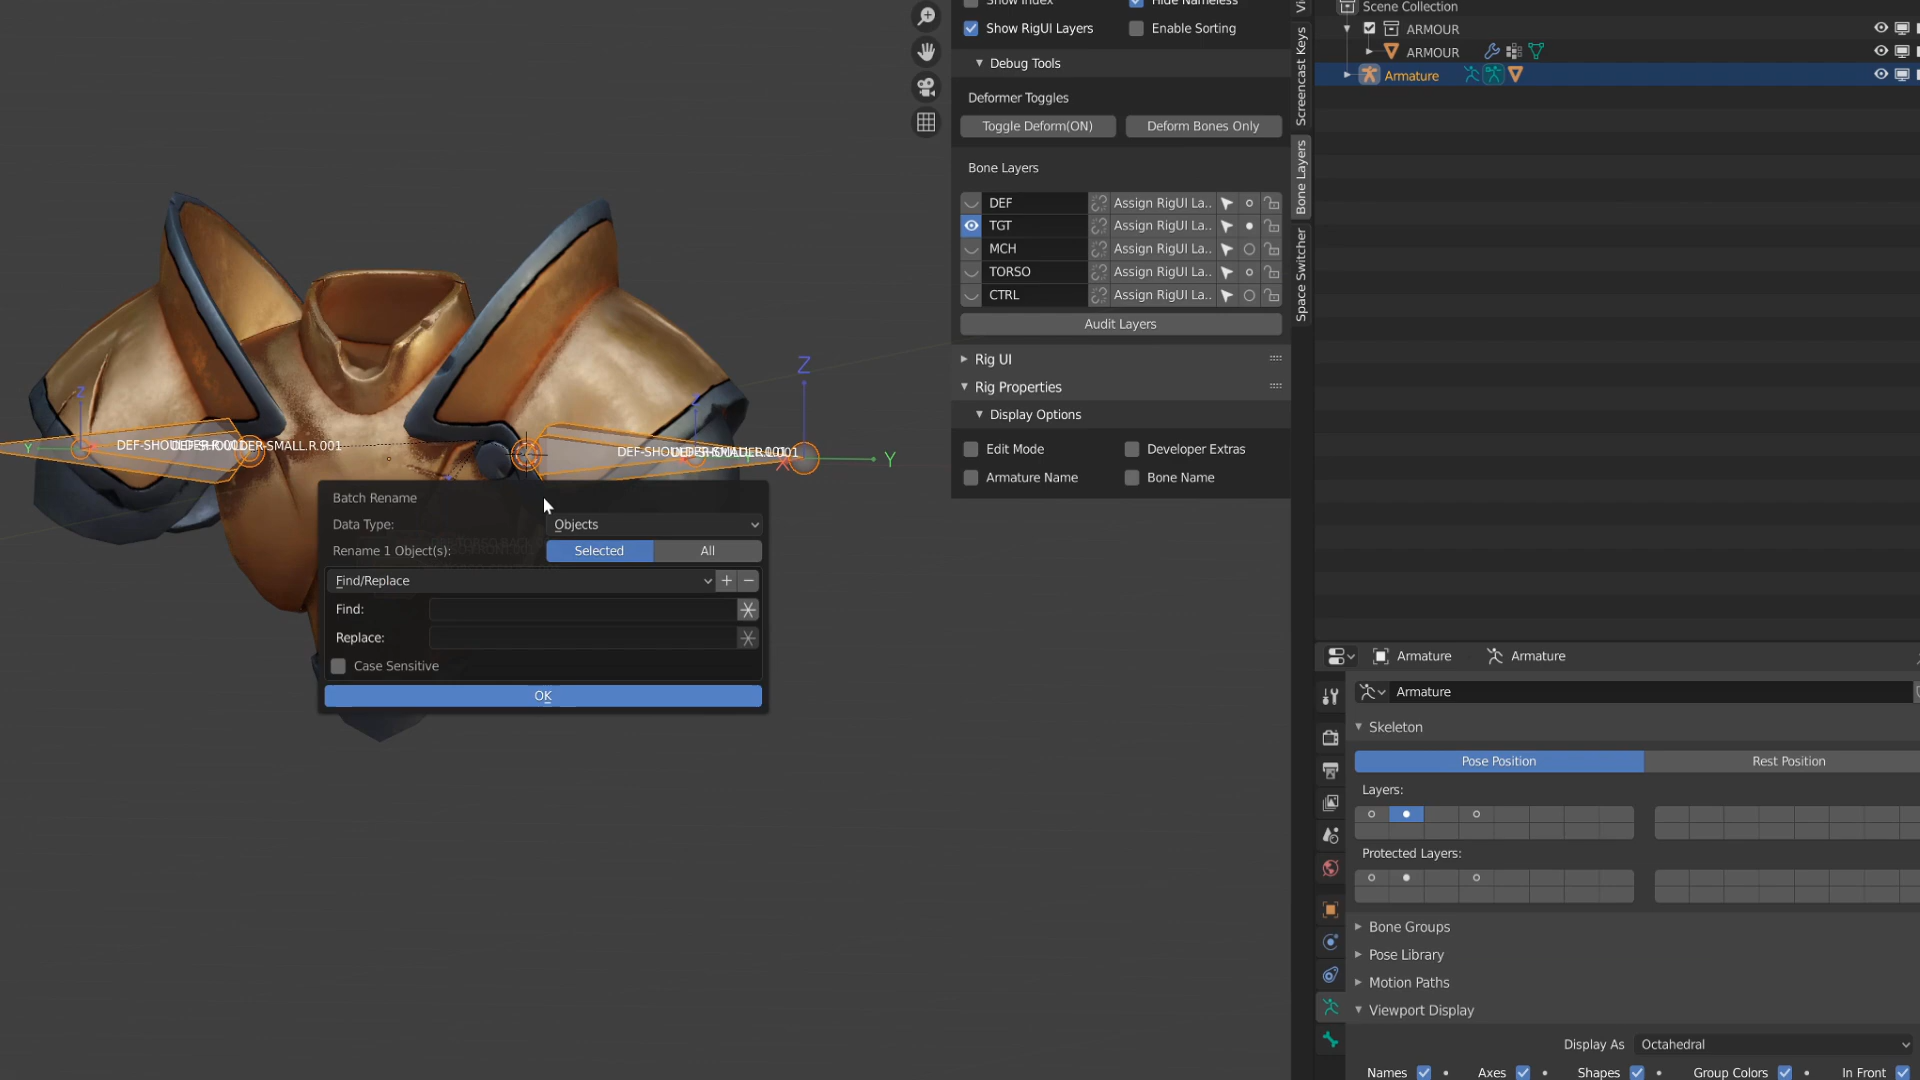 Show Index
Hide Nameless
Show RigUI Layers
Enable Sorting
Debug Tools
Deformer Toggles
Toggle Deform(ON)
Deform Bones Only
Bone Layers
DEF
Assign RigUI La..
TGT
Assign RigUI La..
MCH
Assign RigUI La..
TORSO
Assign RigUI La..
CTRL
Assign RigUI La..
Audit Layers
Rig UI
Rig Properties
Display Options
Edit Mode
Developer Extras
Armature Name
Bone Name
Screencast Keys
Bone Layers
Space Switcher
Scene Collection
ARMOUR
ARMOUR
Armature
Z
Z
Y
Y
X
Batch Rename
Data Type:
Objects
Rename 1 Object(s):
Selected
All
Find/Replace
Find:
Replace:
Case Sensitive
OK
Armature
Armature
Armature
Skeleton
Pose Position
Rest Position
Layers:
Protected Layers:
Bone Groups
Pose Library
Motion Paths
Viewport Display
Display As
Octahedral
Names
Axes
Shapes
Group Colors
In Front